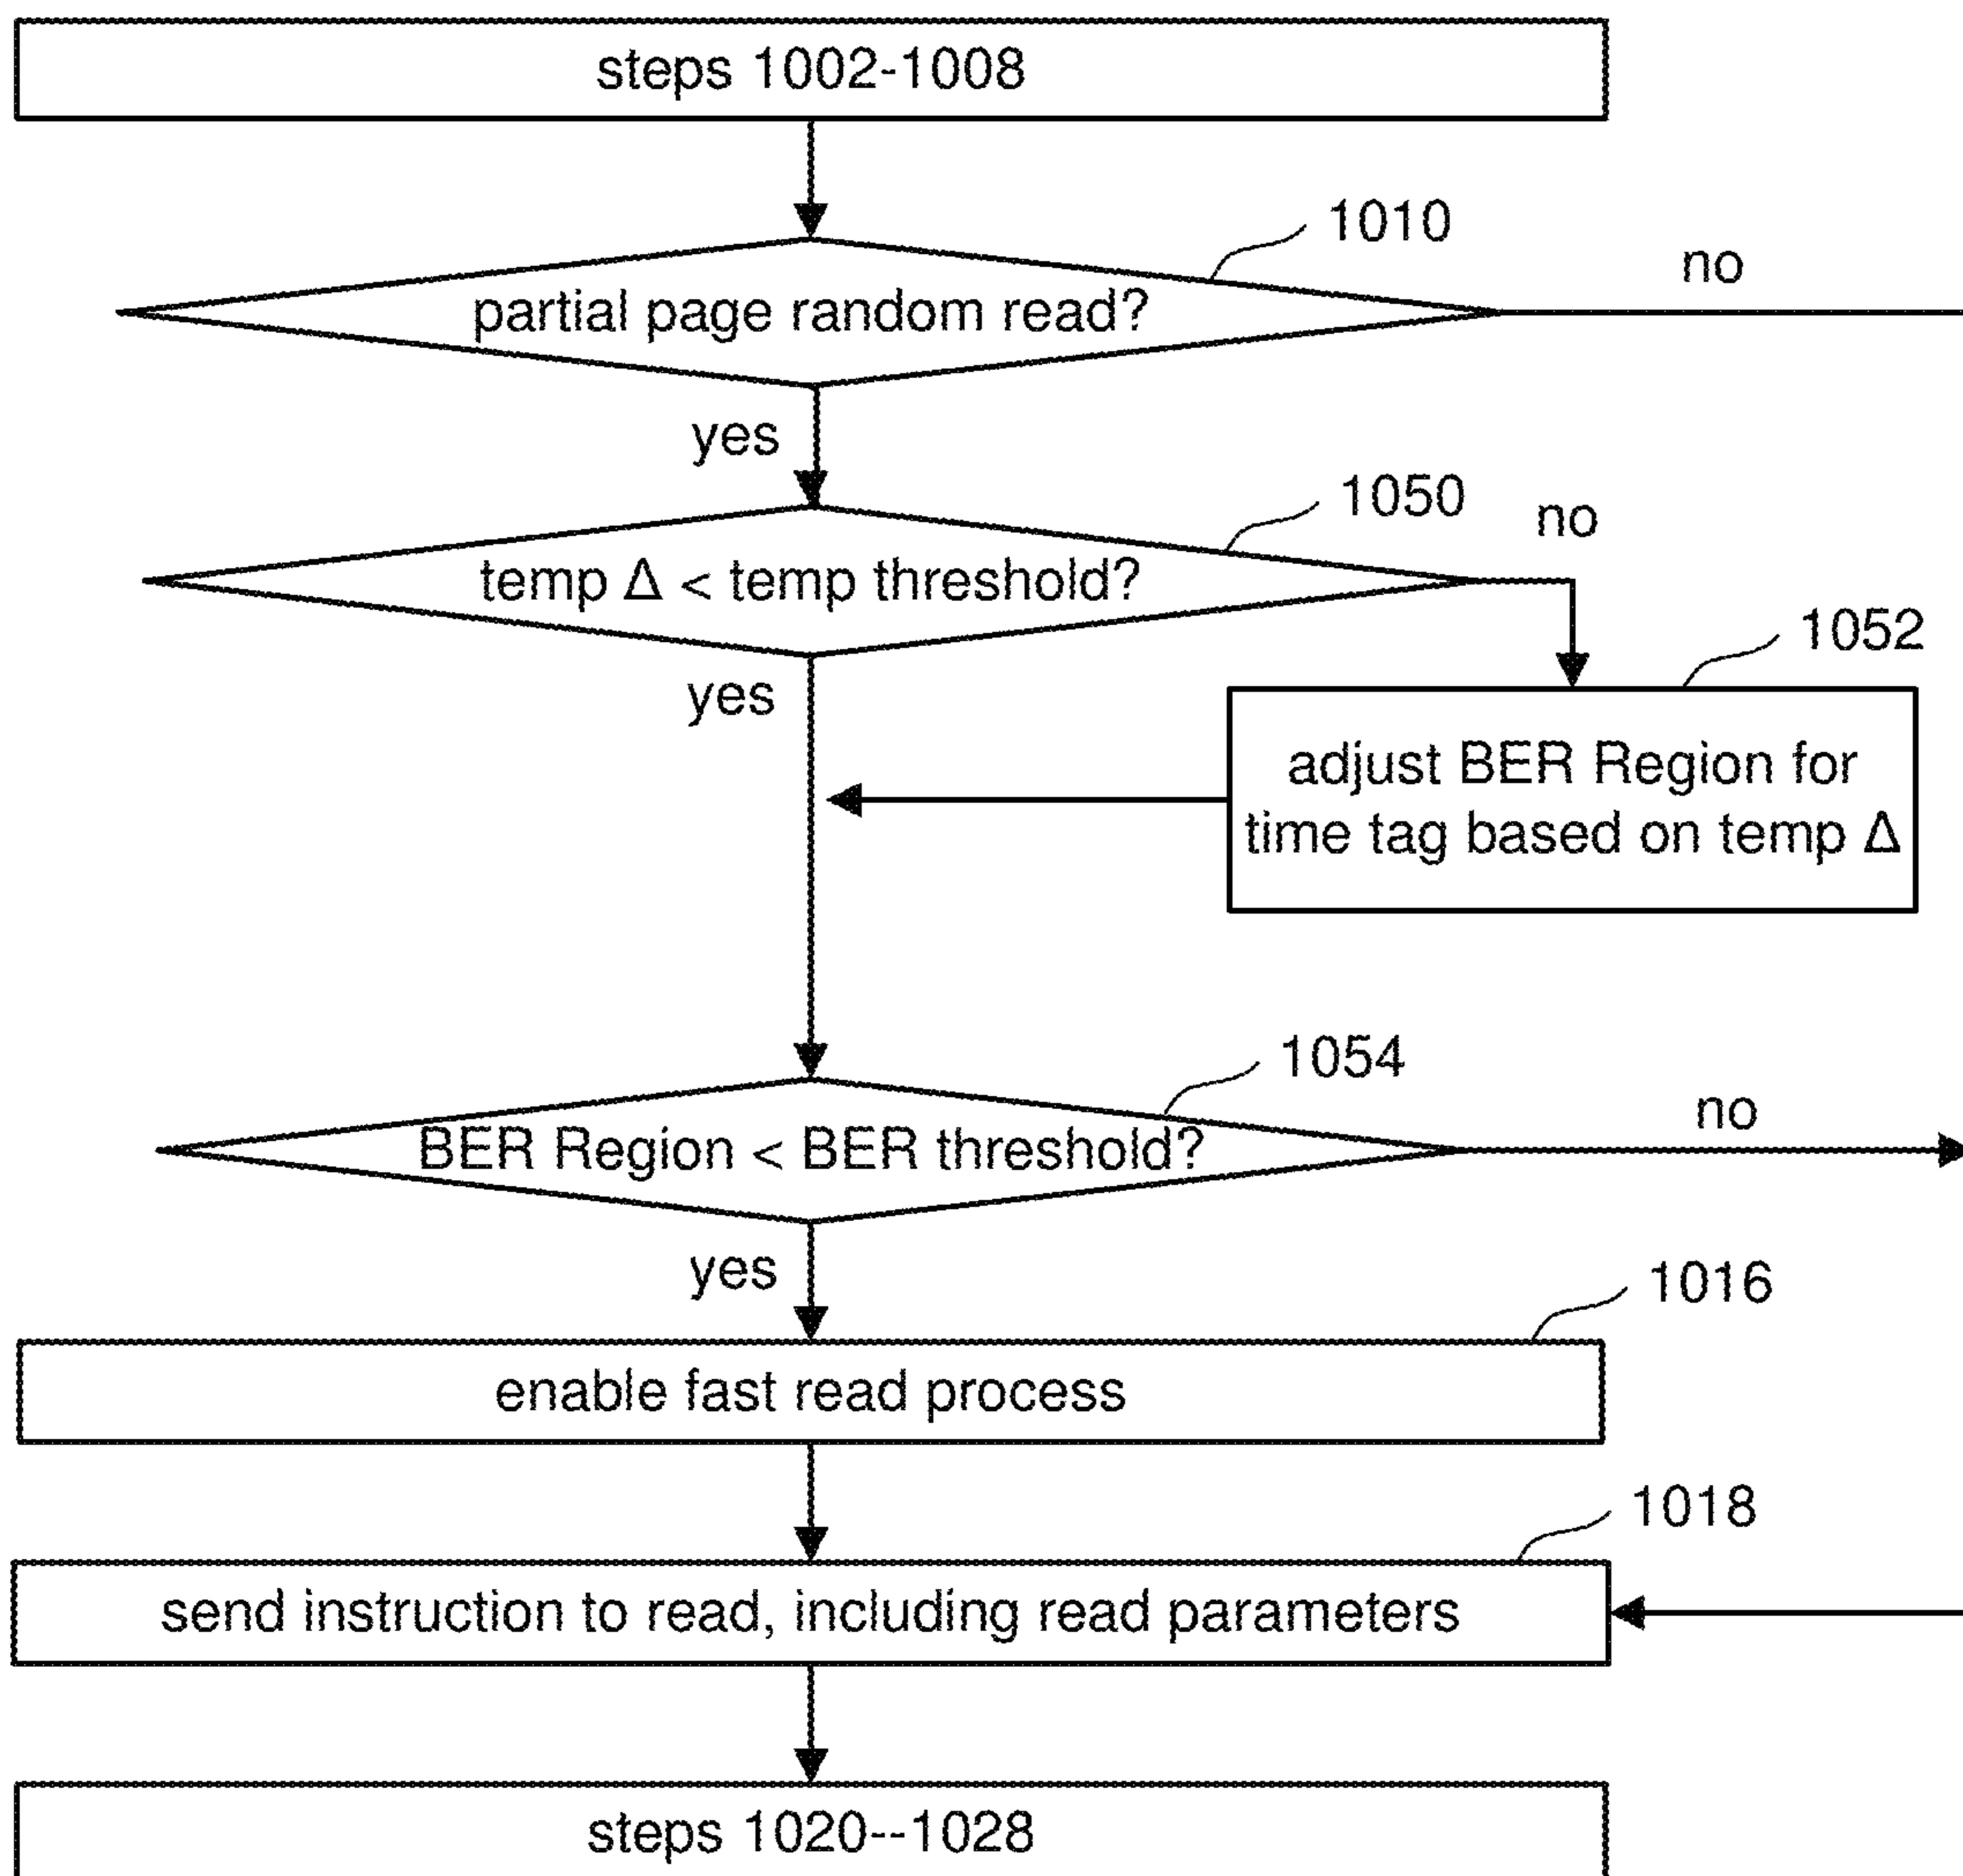 steps 1002-1008
1010
no
partial page random read?
yes
1050
no
temp Δ < temp threshold?
1052
yes
adjust BER Region for
time tag based on temp Δ
1054
no
BER Region < BER threshold?
yes
1016
enable fast read process
1018
send instruction to read, including read parameters
steps 1020--1028